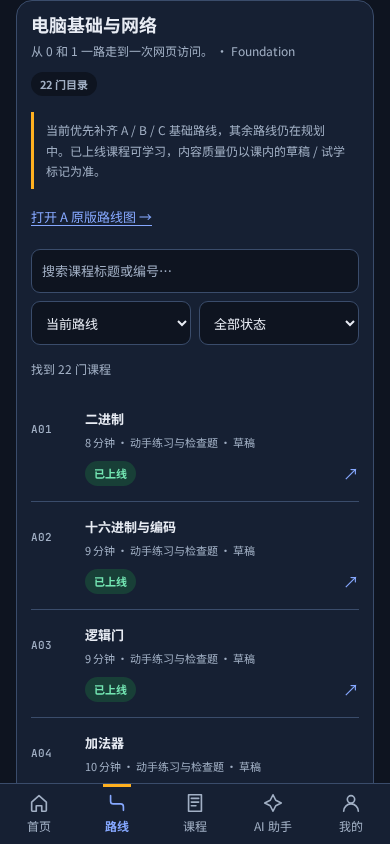 电脑基础与网络
从 0 和 1 一路走到一次网页访问。 · Foundation
22 门目录
当前优先补齐 A / B / C 基础路线，其余路线仍在规划
中。已上线课程可学习，内容质量仍以课内的草稿 / 试学
标记为准。
打开 A 原版路线图 →
搜索课程标题或编号…
当前路线 全部状态
找到 22 门课程
A01
二进制
8 分钟 · 动手练习与检查题 · 草稿
已上线 ↗
A02
十六进制与编码
9 分钟 · 动手练习与检查题 · 草稿
已上线 ↗
A03
逻辑门
9 分钟 · 动手练习与检查题 · 草稿
已上线 ↗
A04
加法器
10 分钟 · 动手练习与检查题 · 草稿
首页 路线 课程 AI 助手 我的